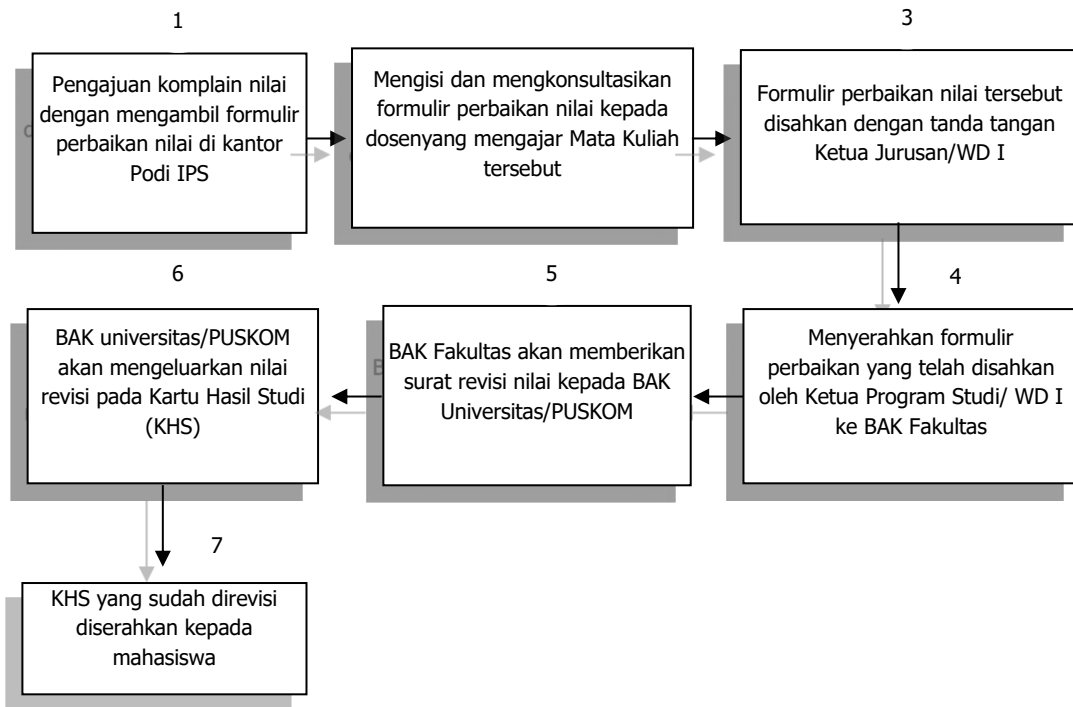 1
Pengajuan komplain nilai
dengan mengambil formulir
perbaikan nilai di kantor
Podi IPS
Mengisi dan mengkonsultasikan
formulir perbaikan nilai kepada
dosenyang mengajar Mata Kuliah
tersebut
3
Formulir perbaikan nilai tersebut
disahkan dengan tanda tangan
Ketua Jurusan/WD I
4
Menyerahkan formulir
perbaikan yang telah disahkan
oleh Ketua Program Studi/ WD I
ke BAK Fakultas
5
BAK Fakultas akan memberikan
surat revisi nilai kepada BAK
Universitas/PUSKOM
6
BAK universitas/PUSKOM
akan mengeluarkan nilai
revisi pada Kartu Hasil Studi
(KHS)
7
KHS yang sudah direvisi
diserahkan kepada
mahasiswa